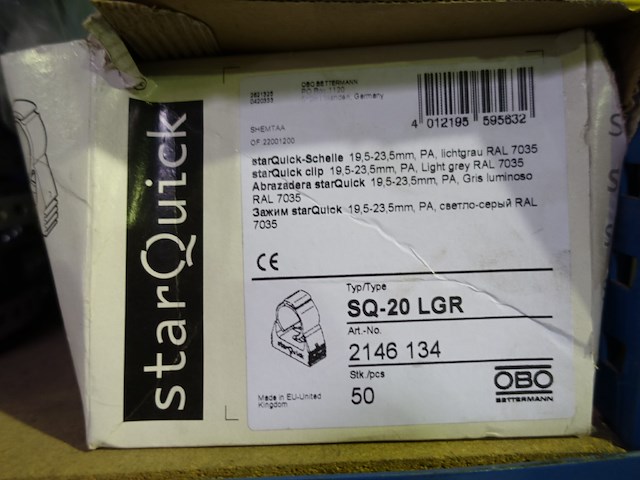 starQuick
OBO BETTERMANN
Germany
4 012195 595632
SHEMTAA
OF 22001200
starQuick-Schelle 19,5-23,5mm, PA, lichtgrau RAL 7035
starQuick clip 19,5-23,5mm, PA, Light grey RAL 7035
Abrazadera starQuick 19,5-23,5mm, PA, Gris luminoso
RAL 7035
Зажим starQuick 19,5-23,5mm, PA, светло-серый RAL
7035
CE
Typ/Type
SQ-20 LGR
Art.-No.
2146 134
Stk./pcs
50
Made in EU-United
Kingdom
OBO
BETTERMANN